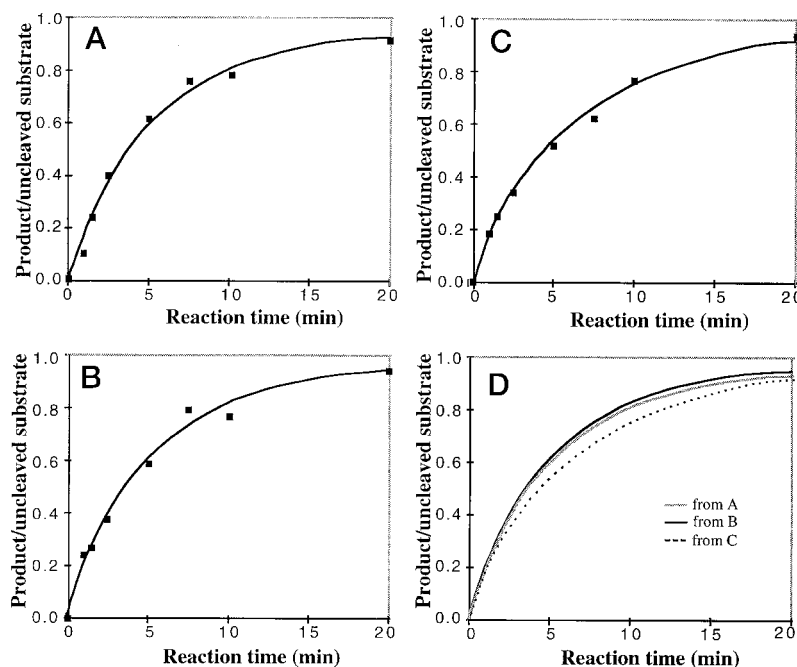 A
Product/uncleaved substrate
1.0
0.8
0.6
0.4
0.2
0.0
0 5 10 15 20
Reaction time (min)
C
Product/uncleaved substrate
1.0
0.8
0.6
0.4
0.2
0.0
0 5 10 15 20
Reaction time (min)
B
Product/uncleaved substrate
1.0
0.8
0.6
0.4
0.2
0.0
0 5 10 15 20
Reaction time (min)
D
Product/uncleaved substrate
1.0
0.8
0.6
0.4
0.2
0.0
from A
from B
from C
0 5 10 15 20
Reaction time (min)